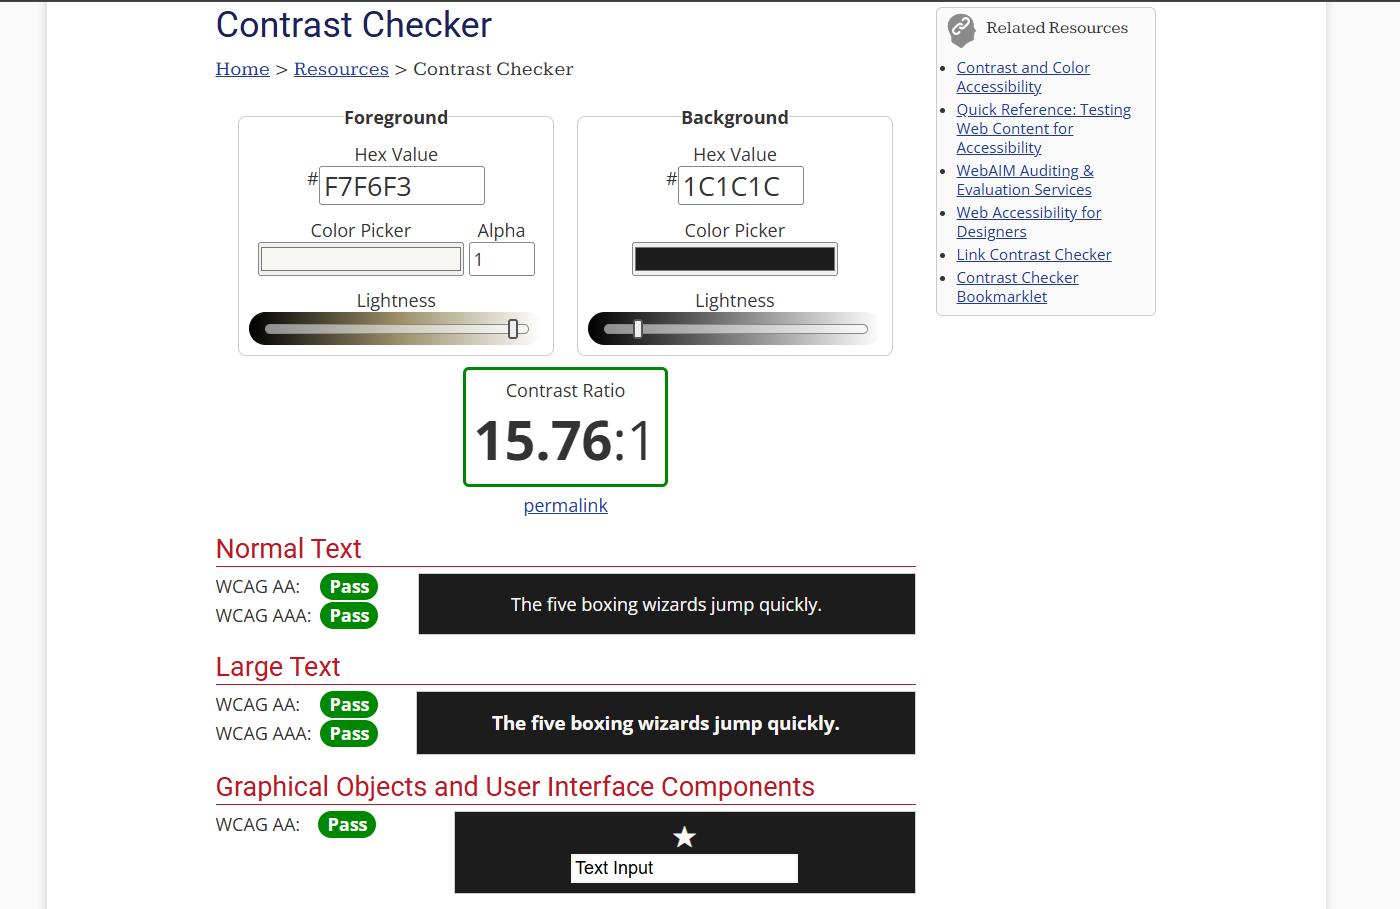 Contrast Checker
Home > Resources > Contrast Checker
Foreground
Hex Value
# F7F6F3
Color Picker
Alpha
1
Lightness
Background
Hex Value
# 1C1C1C
Color Picker
Lightness
Contrast Ratio
15.76:1
permalink
Normal Text
WCAG AA: Pass
WCAG AAA: Pass
The five boxing wizards jump quickly.
Large Text
WCAG AA: Pass
WCAG AAA: Pass
The five boxing wizards jump quickly.
Graphical Objects and User Interface Components
WCAG AA: Pass
Text Input
Related Resources
Contrast and Color
Accessibility
Quick Reference: Testing
Web Content for
Accessibility
WebAIM Auditing &
Evaluation Services
Web Accessibility for
Designers
Link Contrast Checker
Contrast Checker
Bookmarklet